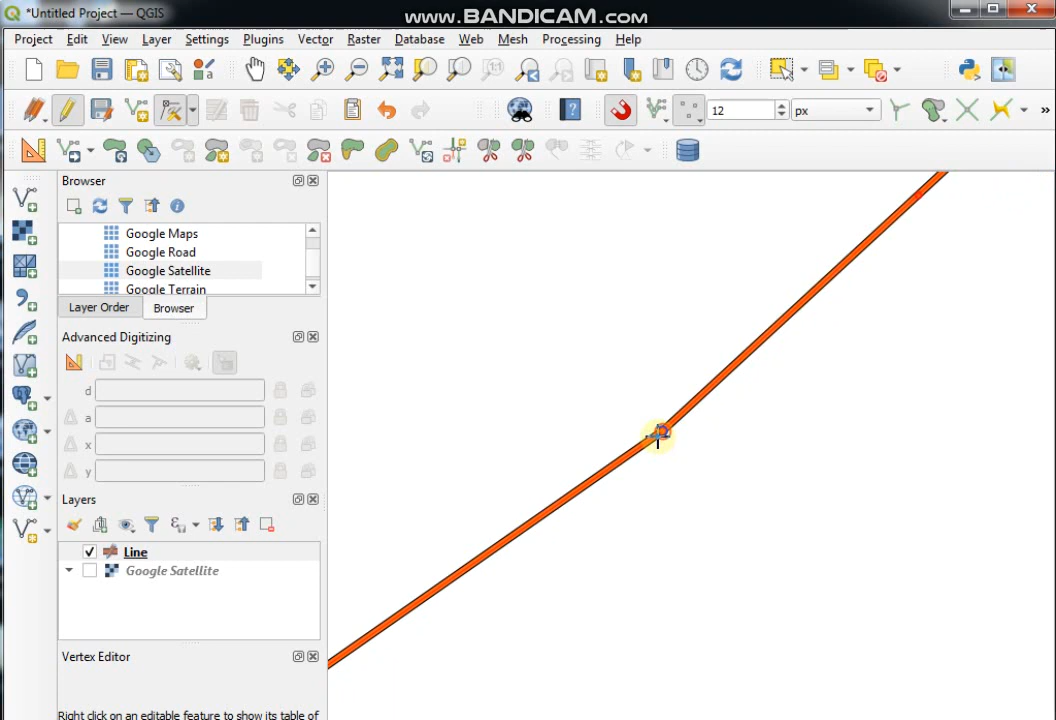 *Untitled Project — QGIS
www.BANDICAM.com
Project Edit View Layer Settings Plugins Vector Raster Database Web Mesh Processing Help
12 px »
Browser
Google Maps
Google Road
Google Satellite
Google Terrain
Layer Order Browser
Advanced Digitizing
d
a
x
y
Layers
Line
Google Satellite
Vertex Editor
Right click on an editable feature to show its table of